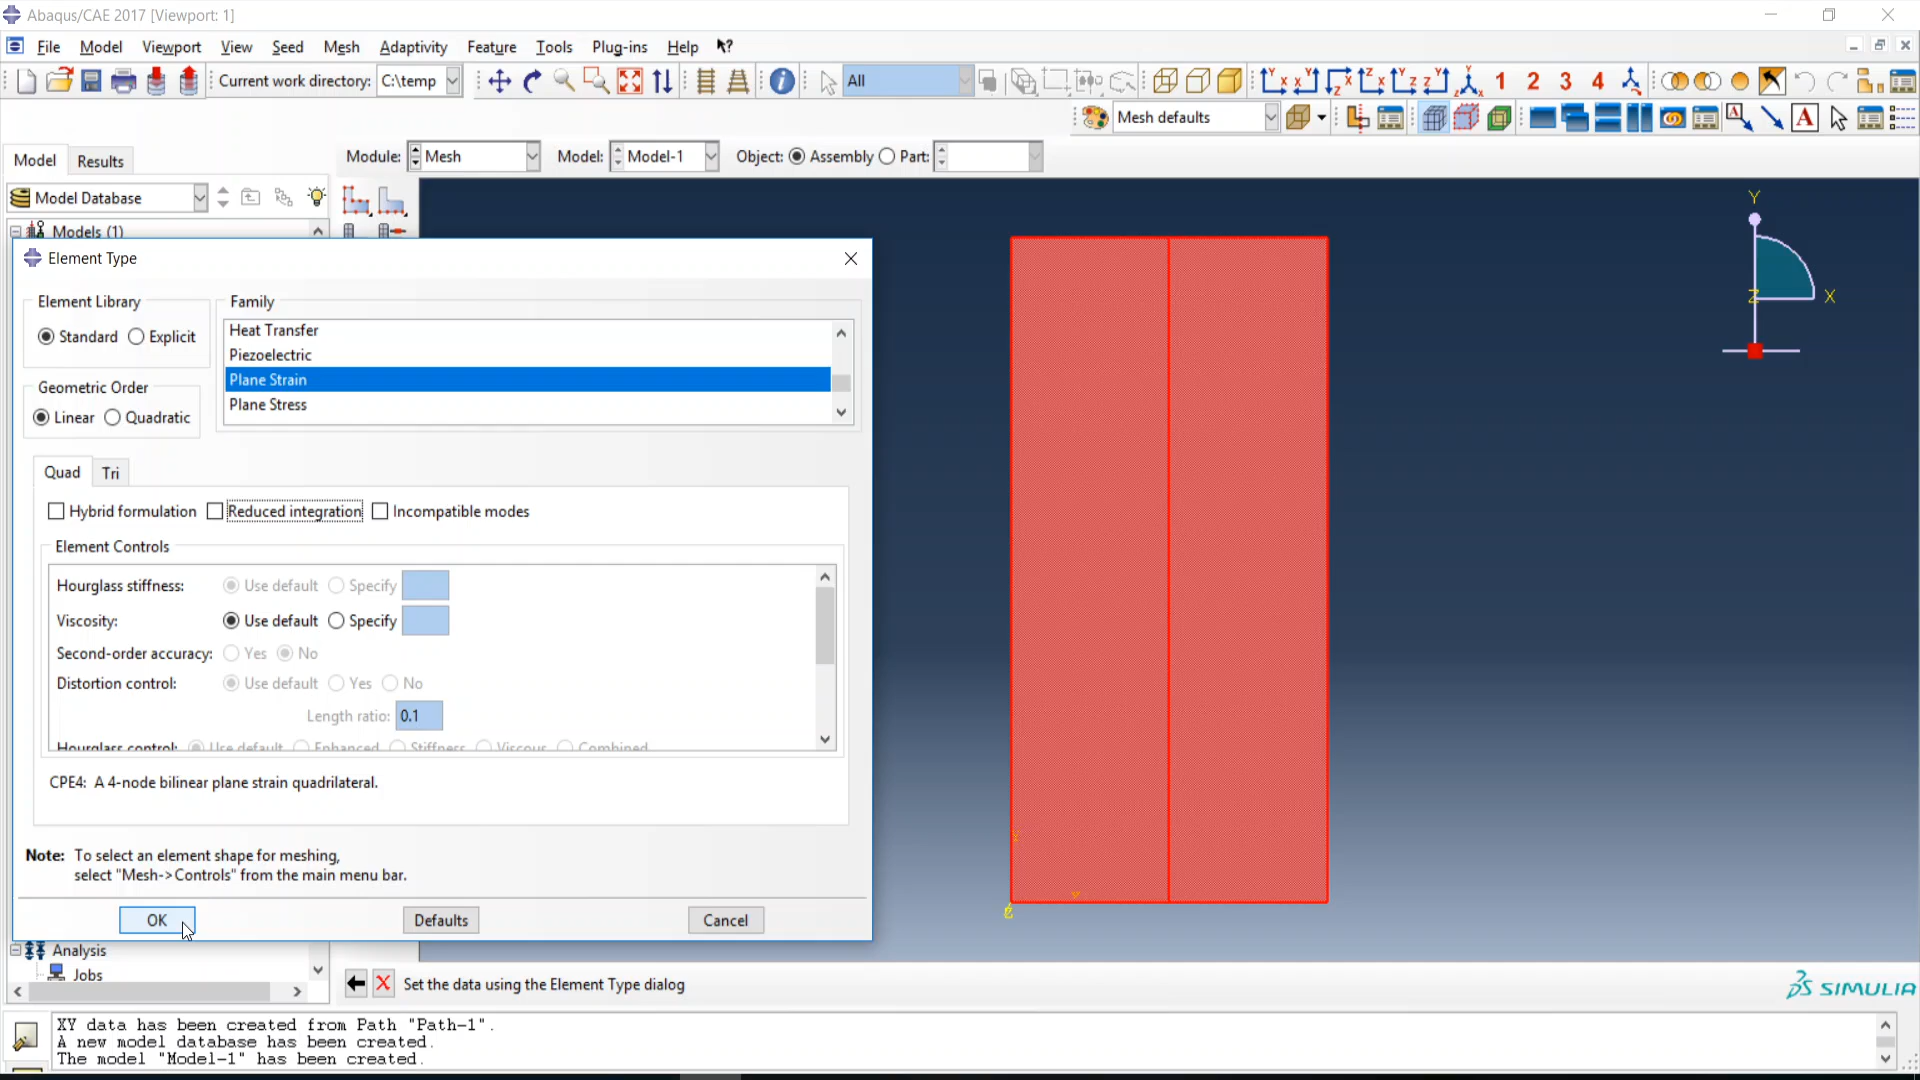 Abaqus/CAE 2017 [Viewport: 1]
File Model Viewport View Seed Mesh Adaptivity Feature Tools Plug-ins Help
Current work directory: C:\temp
All
1 2 3 4
Mesh defaults
A
Model Results
Module: Mesh Model: Model-1 Object: Assembly Part:
Model Database
Models (1)
Element Type
Element Library
Standard Explicit
Geometric Order
Linear Quadratic
Family
Heat Transfer
Piezoelectric
Plane Strain
Plane Stress
Quad Tri
Hybrid formulation Reduced integration Incompatible modes
Element Controls
Hourglass stiffness: Use default Specify
Viscosity: Use default Specify
Second-order accuracy: Yes No
Distortion control: Use default Yes No
Length ratio: 0.1
Hourglass control: Use default Enhanced Stiffness Viscous Combined
CPE4: A 4-node bilinear plane strain quadrilateral.
Note: To select an element shape for meshing,
select "Mesh->Controls" from the main menu bar.
OK Defaults Cancel
Y
Z X
Analysis
Jobs
Set the data using the Element Type dialog
SIMULIA
XY data has been created from Path "Path-1".
A new model database has been created.
The model "Model-1" has been created.